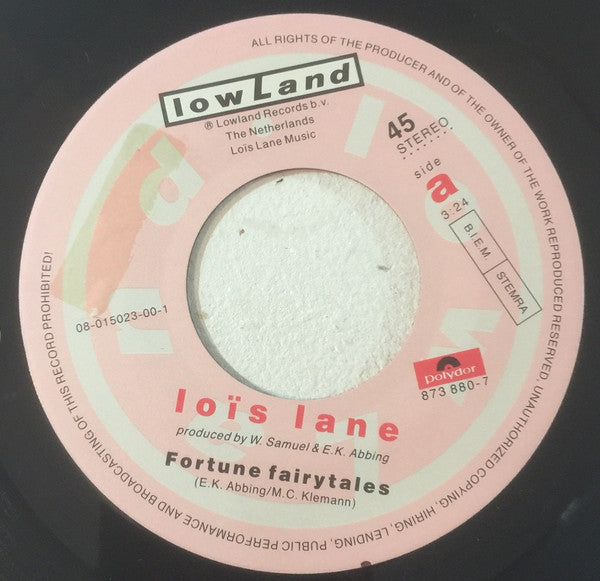 ALL RIGHTS OF THE PRODUCER AND OF THE OWNER OF THE WORK REPRODUCED RESERVED. UNAUTHORIZED COPYING, HIRING, LENDING, PUBLIC PERFORMANCE AND BROADCASTING OF THIS RECORD PROHIBITED!
lowLand
℗ Lowland Records b.v.
The Netherlands
Loïs Lane Music
45
STEREO
side
a
3:24
B.I.E.M.
STEMRA
08-015023-00-1
Polydor
873 880-7
loïs lane
produced by W. Samuel & E.K. Abbing
Fortune fairytales
(E.K. Abbing/M.C. Klemann)